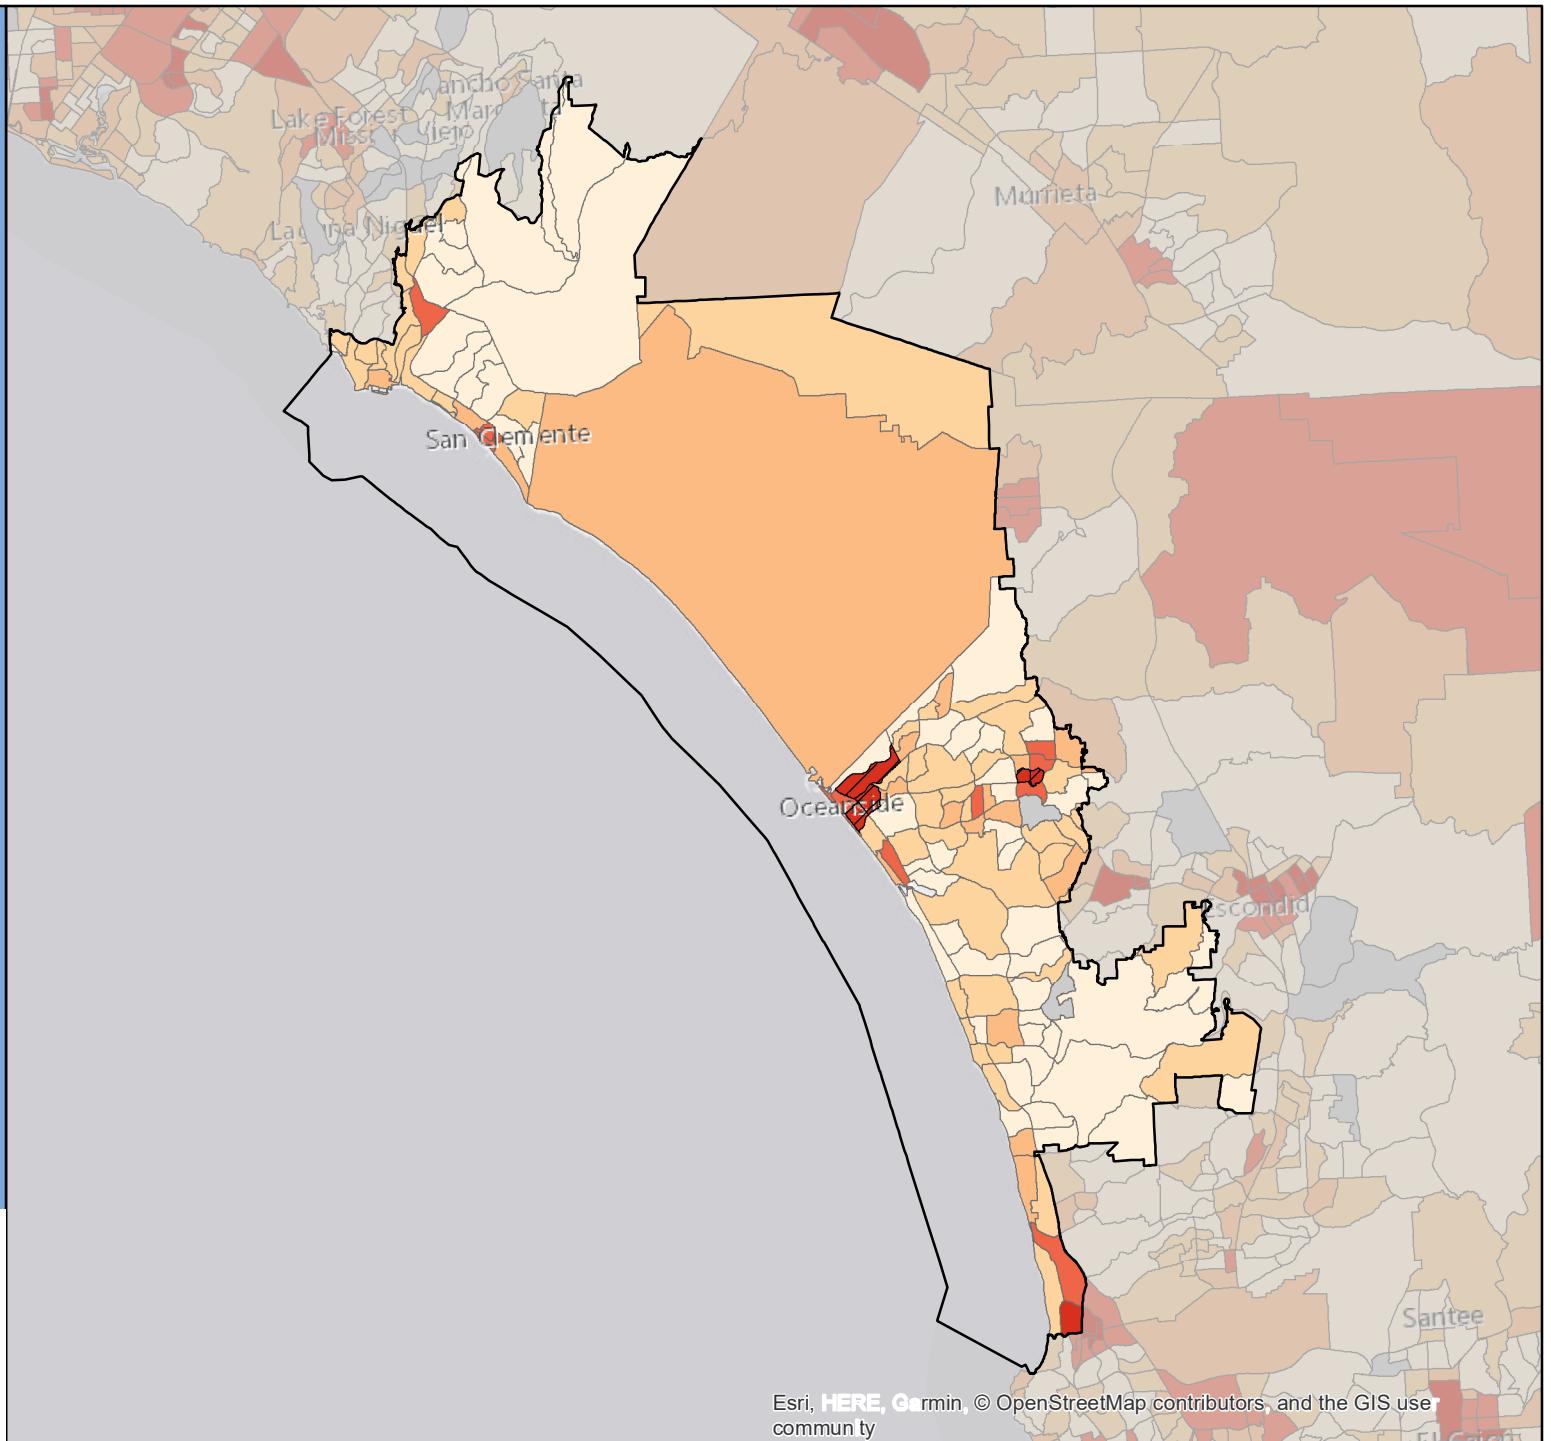 Lake Forest
Laguna Niguel
Murrieta
San Clemente
Oceanside
Santee
Esri, HERE, Garmin, © OpenStreetMap contributors, and the GIS user
community